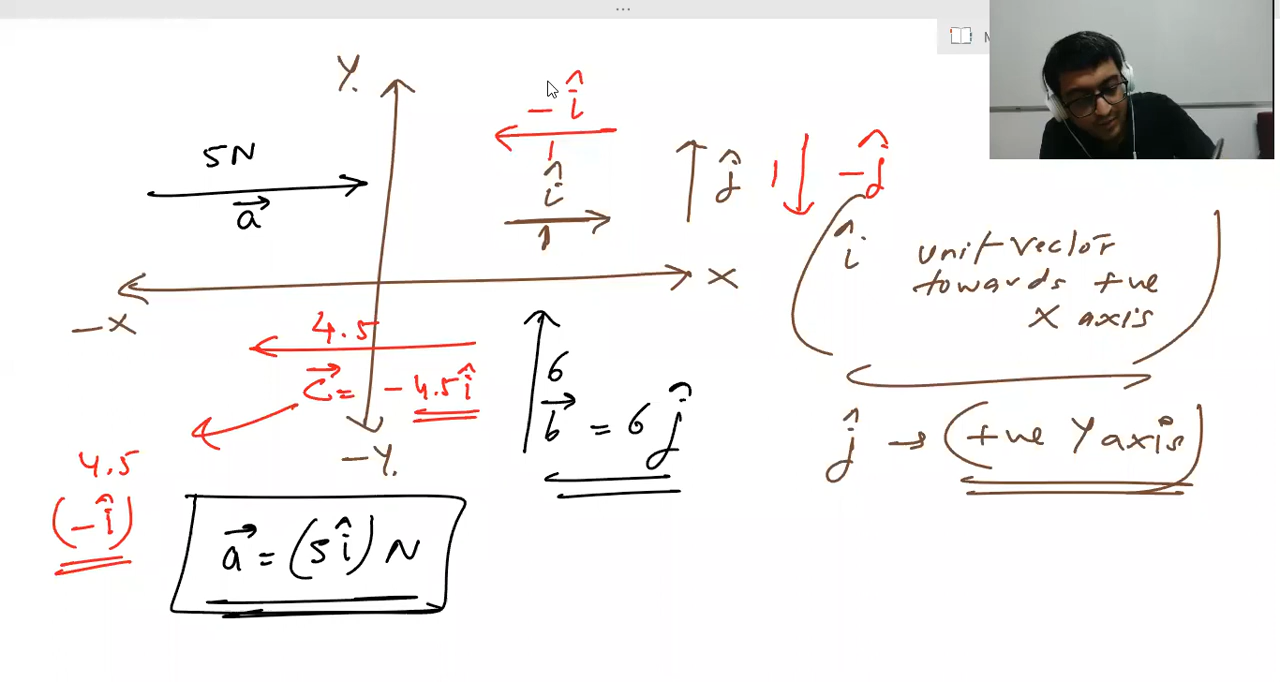 Y.
5N
a⃗
-î
1
î
1
ĵ
1
-ĵ
î unit vector
towards +ve
X axis
X
-X
4.5
c⃗ = -4.5î
6
b⃗ = 6ĵ
ĵ → (+ve Y axis)
-Y.
4.5
(-î)
a⃗ = (5î) N